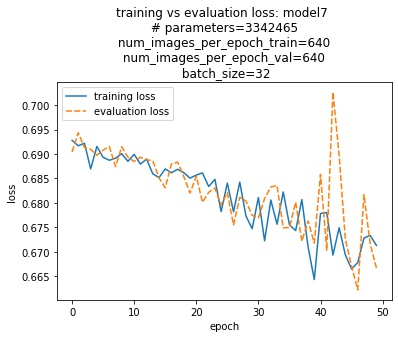 training vs evaluation loss: model7
# parameters=3342465
num_images_per_epoch_train=640
num_images_per_epoch_val=640
batch_size=32
training loss
evaluation loss
0.700
0.695
0.690
0.685
0.680
0.675
0.670
0.665
loss
0 10 20 30 40 50
epoch